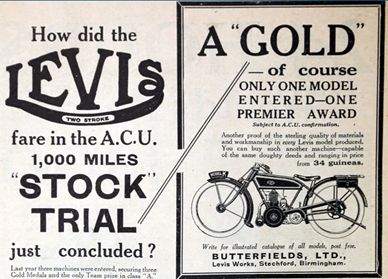 How did the
LEVIS
TWO STROKE
fare in the A.C.U.
1,000 MILES
"STOCK"
TRIAL
just concluded?
Last year three machines were entered, securing three
Gold Medals and the only Team prize in class "A."
A "GOLD"
— of course
ONLY ONE MODEL
ENTERED—ONE
PREMIER AWARD
Subject to A.C.U. confirmation.
Another proof of the sterling quality of materials
and workmanship in every Levis model produced.
You can buy such another machine—capable
of the same doughty deeds and ranging in price
from 34 guineas.
Write for illustrated catalogue of all models, post free.
BUTTERFIELDS, LTD.,
Levis Works, Stechford, Birmingham.